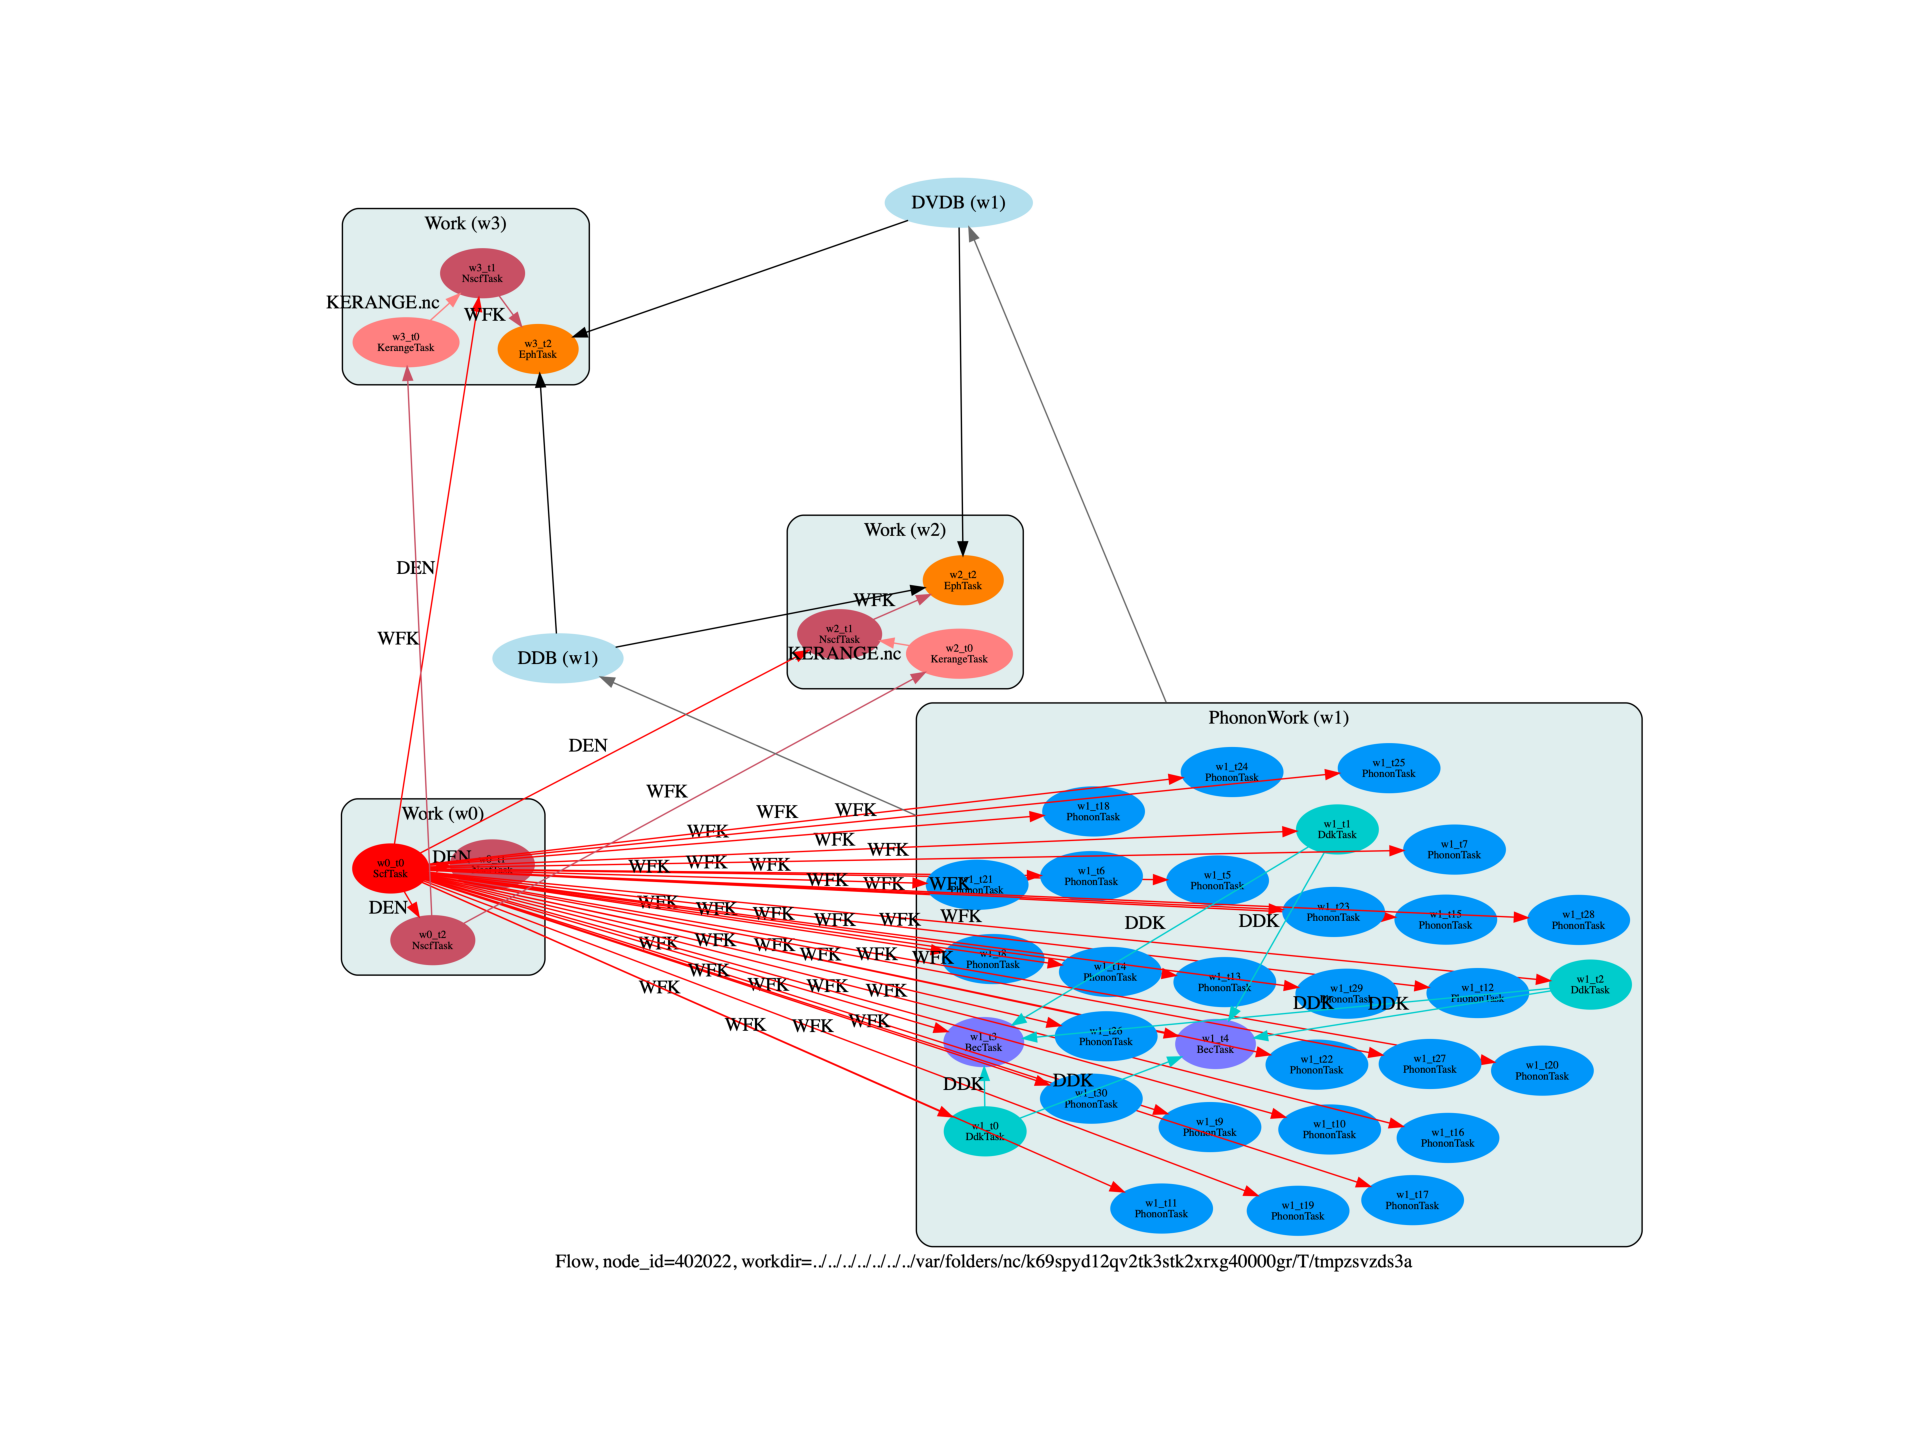 DVDB (w1)
Work (w3)
w3_t1
NscfTask
KERANGE.nc
WFK
w3_t0
KerangeTask
w3_t2
EphTask
Work (w2)
DEN
w2_t2
EphTask
WFK
w2_t1
NscfTask
WFK
KERANGE.nc
w2_t0
KerangeTask
DDB (w1)
PhononWork (w1)
DEN
w1_t24
PhononTask
w1_t25
PhononTask
WFK
Work (w0)
WFK
WFK
w1_t18
PhononTask
WFK
w1_t1
DdkTask
WFK
WFK
w1_t7
PhononTask
DEN
w0_t1
NscfTask
w0_t0
ScfTask
WFK
WFK
WFK
w1_t6
PhononTask
w1_t5
PhononTask
WFK
WFK
WFK
w1_t21
PhononTask
DEN
WFK
WFK
WFK
WFK
WFK
WFK
w1_t23
PhononTask
w1_t15
PhononTask
w1_t28
PhononTask
DDK
DDK
w0_t2
NscfTask
WFK
WFK
WFK
WFK
WFK
WFK
w1_t8
PhononTask
w1_t14
PhononTask
w1_t13
PhononTask
w1_t29
PhononTask
w1_t12
PhononTask
w1_t2
DdkTask
WFK
WFK
WFK
WFK
WFK
DDK
DDK
WFK
WFK
WFK
w1_t3
BecTask
w1_t26
PhononTask
w1_t4
BecTask
w1_t22
PhononTask
w1_t27
PhononTask
w1_t20
PhononTask
DDK
DDK
w1_t30
PhononTask
w1_t0
DdkTask
w1_t9
PhononTask
w1_t10
PhononTask
w1_t16
PhononTask
w1_t11
PhononTask
w1_t19
PhononTask
w1_t17
PhononTask
Flow, node_id=402022, workdir=../../../../../../../var/folders/nc/k69spyd12qv2tk3stk2xrxg40000gr/T/tmpzsvzds3a